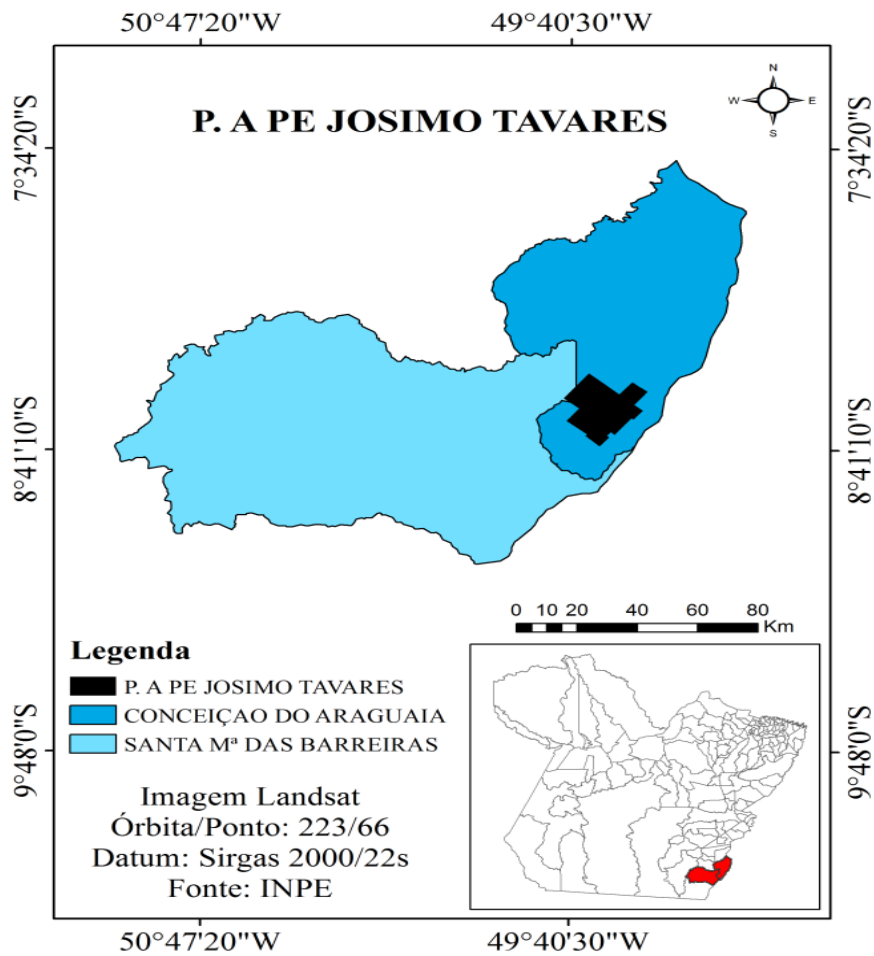 50°47'20"W 49°40'30"W
N
W E
S
P. A PE JOSIMO TAVARES
7°34'20"S 7°34'20"S
8°41'10"S 8°41'10"S
0 10 20 40 60 80
Km
Legenda
P. A PE JOSIMO TAVARES
CONCEIÇAO DO ARAGUAIA
SANTA Mª DAS BARREIRAS
9°48'0"S 9°48'0"S
Imagem Landsat
Órbita/Ponto: 223/66
Datum: Sirgas 2000/22s
Fonte: INPE
50°47'20"W 49°40'30"W